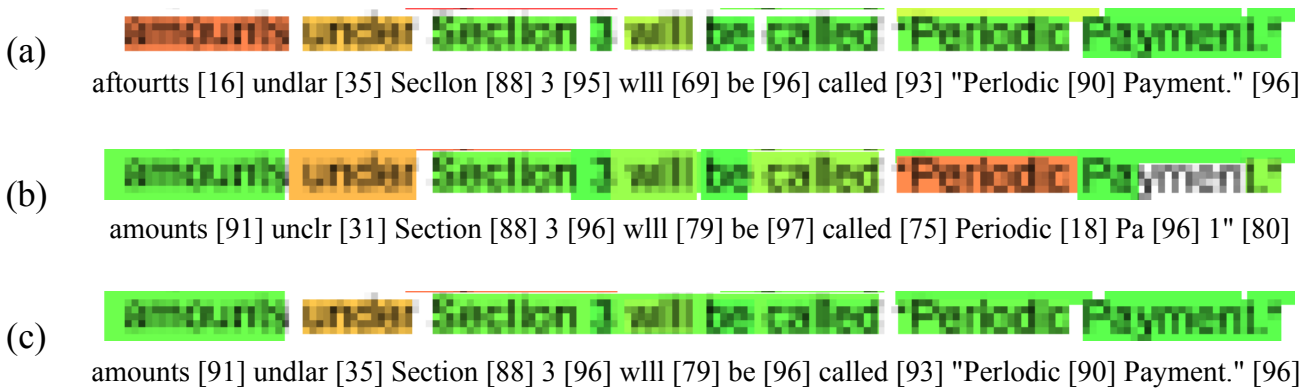 (a) amounts under Section 3 will be called "Periodic Payment."
aftourtts [16] undlar [35] Secllon [88] 3 [95] wlll [69] be [96] called [93] "Perlodic [90] Payment." [96]
(b) amounts under Section 3 will be called "Periodic Payment."
amounts [91] unclr [31] Section [88] 3 [96] wlll [79] be [97] called [75] Periodic [18] Pa [96] 1" [80]
(c) amounts under Section 3 will be called "Periodic Payment."
amounts [91] undlar [35] Section [88] 3 [96] wlll [79] be [96] called [93] "Perlodic [90] Payment." [96]